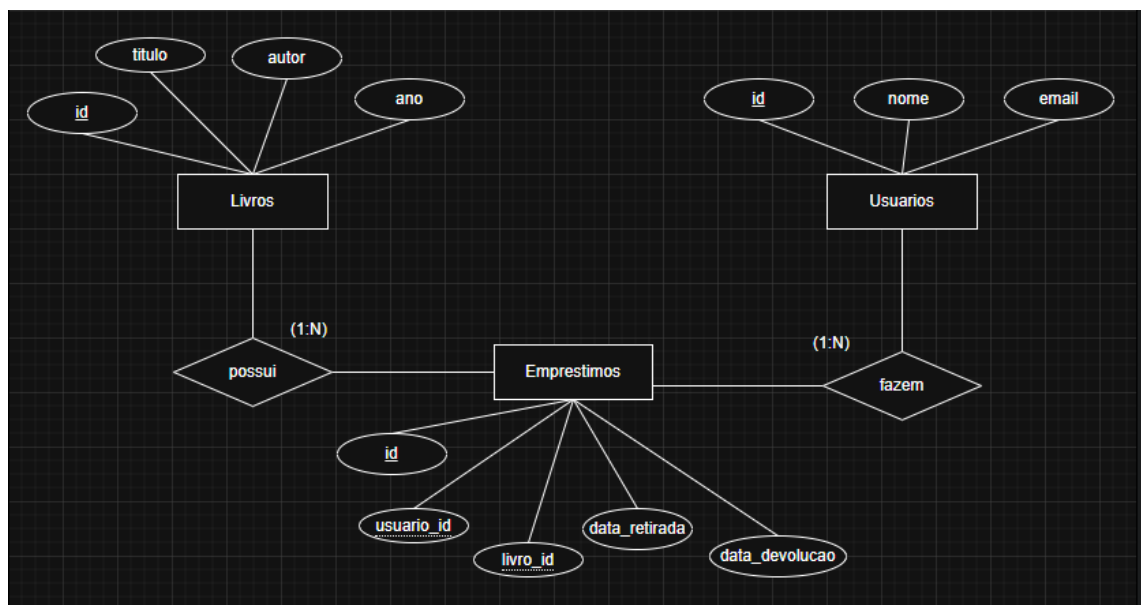 titulo
autor
id
ano
id
nome
email
Livros
Usuarios
(1:N)
(1:N)
possui
Emprestimos
fazem
id
usuario_id
livro_id
data_retirada
data_devolucao